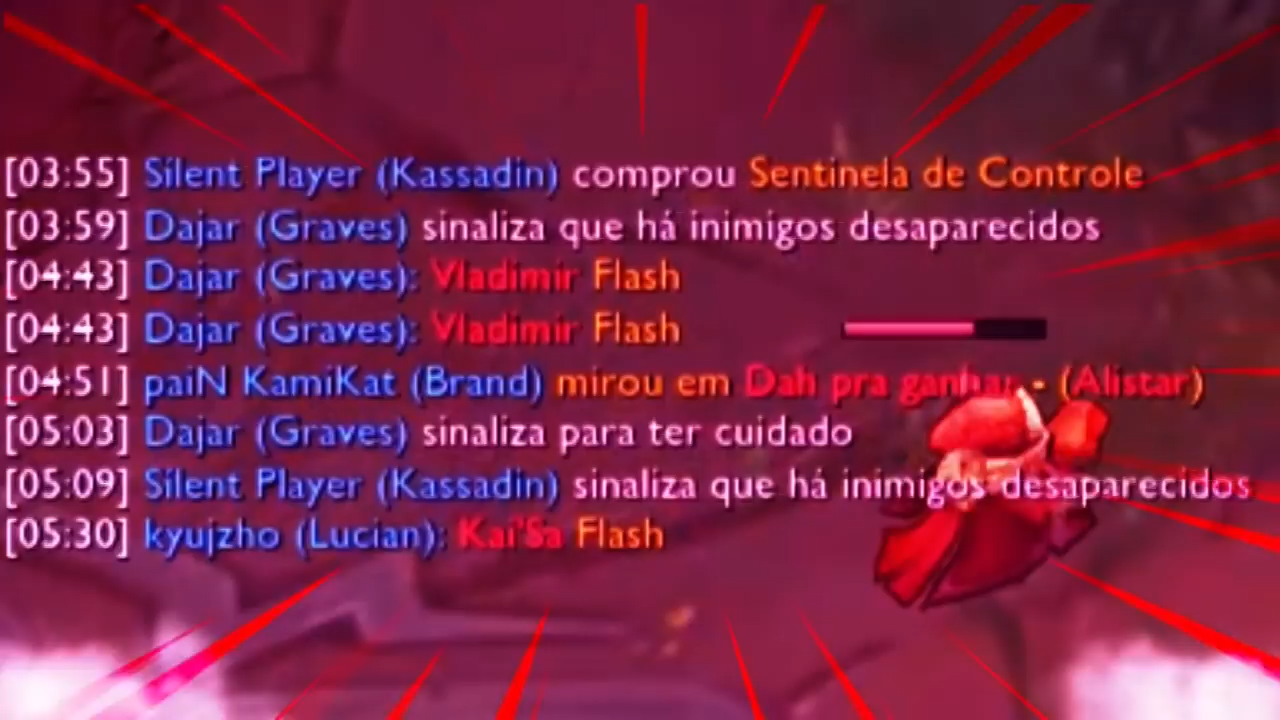 [03:55] Silent Player (Kassadin) comprou Sentinela de Controle
[03:59] Dajar (Graves) sinaliza que há inimigos desaparecidos
[04:43] Dajar (Graves): Vladimir Flash
[04:43] Dajar (Graves): Vladimir Flash
[04:51] paiN KamiKat (Brand) mirou em Dah pra ganhar - (Alistar)
[05:03] Dajar (Graves) sinaliza para ter cuidado
[05:09] Silent Player (Kassadin) sinaliza que há inimigos desaparecidos
[05:30] kyujzho (Lucian): Kai'Sa Flash